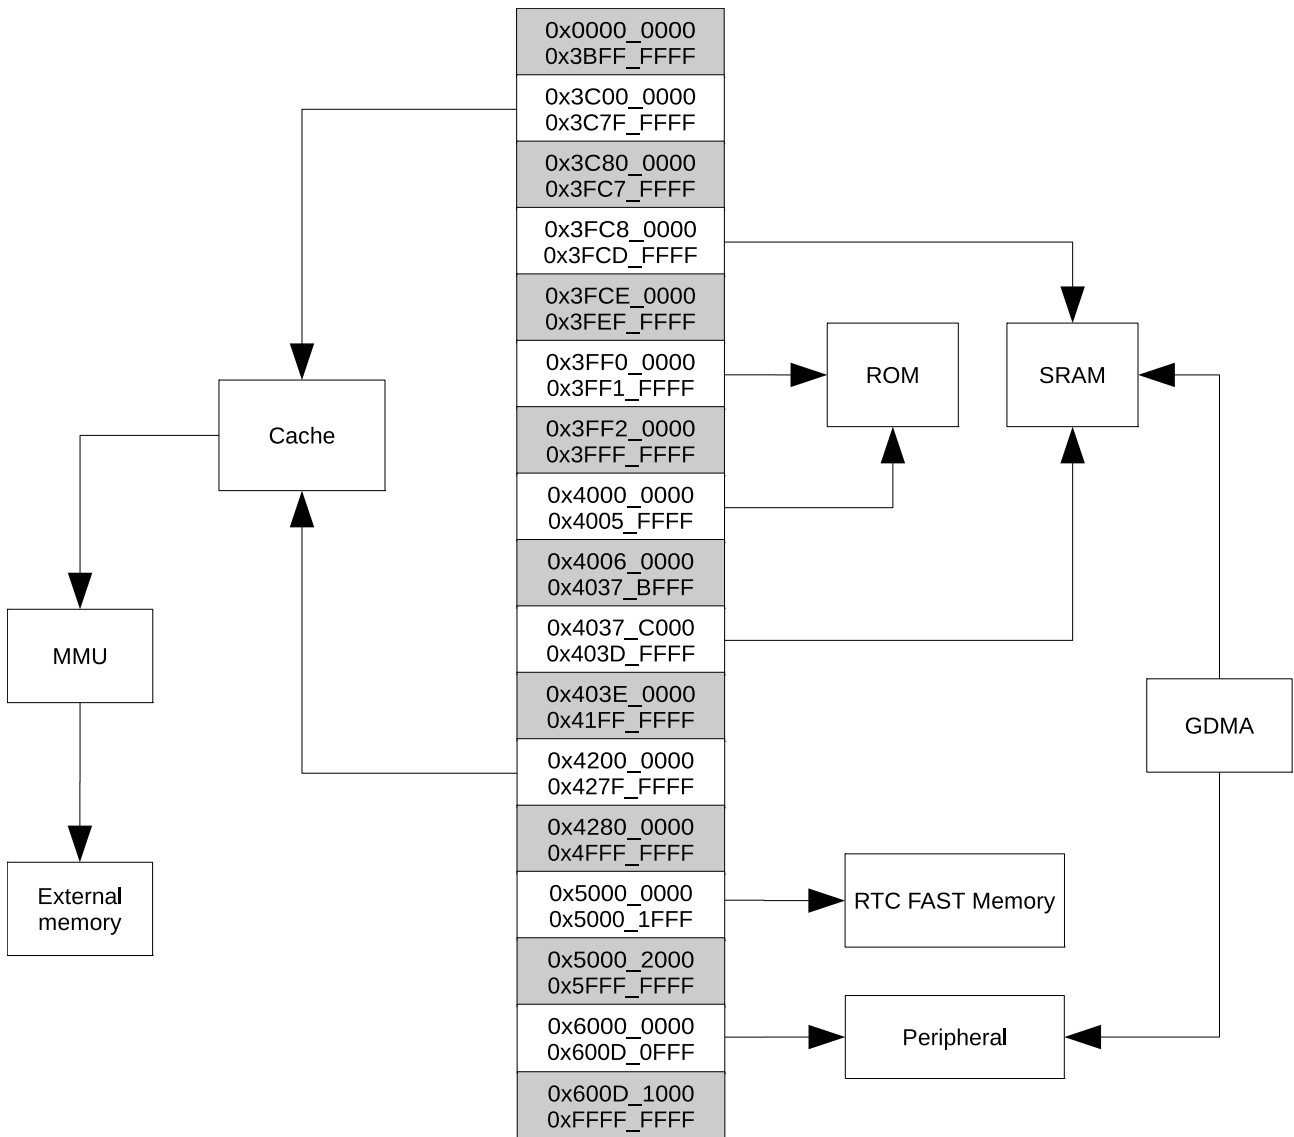 0x0000_0000
0x3BFF_FFFF
0x3C00_0000
0x3C7F_FFFF
0x3C80_0000
0x3FC7_FFFF
0x3FC8_0000
0x3FCD_FFFF
0x3FCE_0000
0x3FEF_FFFF
0x3FF0_0000
0x3FF1_FFFF
0x3FF2_0000
0x3FFF_FFFF
0x4000_0000
0x4005_FFFF
0x4006_0000
0x4037_BFFF
0x4037_C000
0x403D_FFFF
0x403E_0000
0x41FF_FFFF
0x4200_0000
0x427F_FFFF
0x4280_0000
0x4FFF_FFFF
0x5000_0000
0x5000_1FFF
0x5000_2000
0x5FFF_FFFF
0x6000_0000
0x600D_0FFF
0x600D_1000
0xFFFF_FFFF
Cache
MMU
External
memory
ROM
SRAM
GDMA
RTC FAST Memory
Peripheral